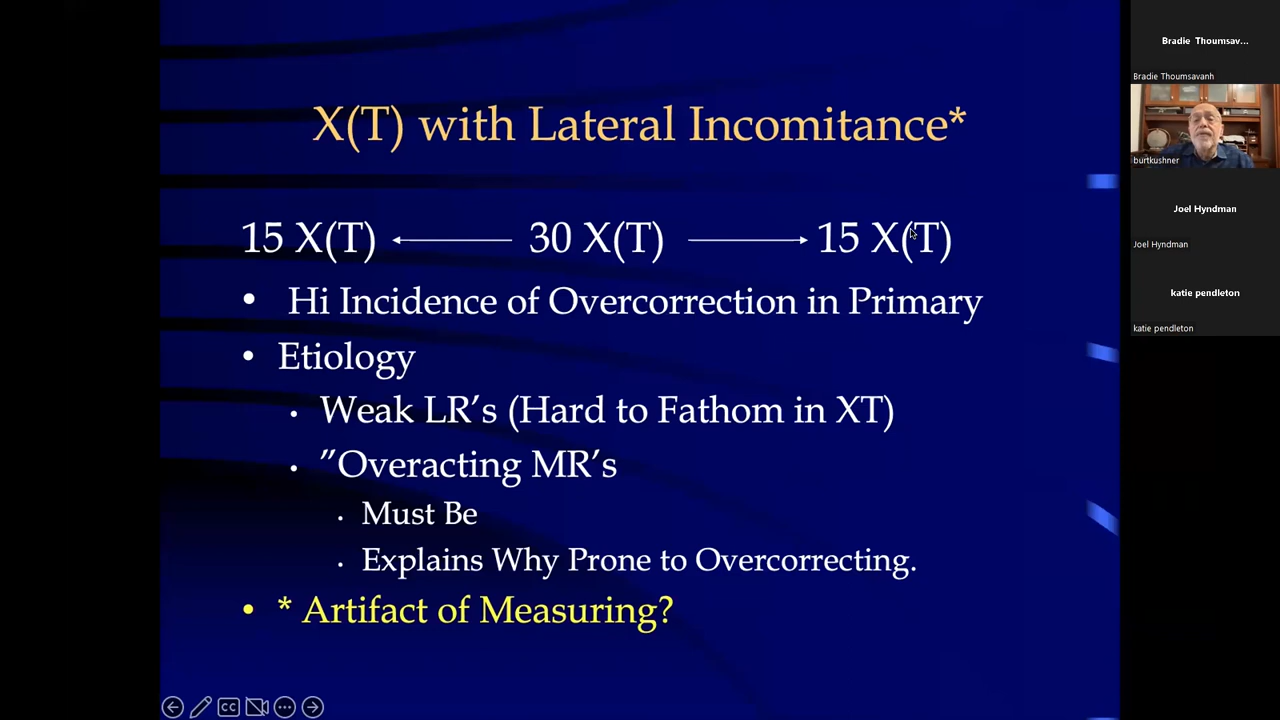 X(T) with Lateral Incomitance*
15 X(T) 30 X(T) 15 X(T)
• Hi Incidence of Overcorrection in Primary
• Etiology
• Weak LR’s (Hard to Fathom in XT)
• ”Overacting MR’s
• Must Be
• Explains Why Prone to Overcorrecting.
• * Artifact of Measuring?
CC
Bradie Thoumsav...
Bradie Thoumsavanh
burtkushner
Joel Hyndman
Joel Hyndman
katie pendleton
katie pendleton